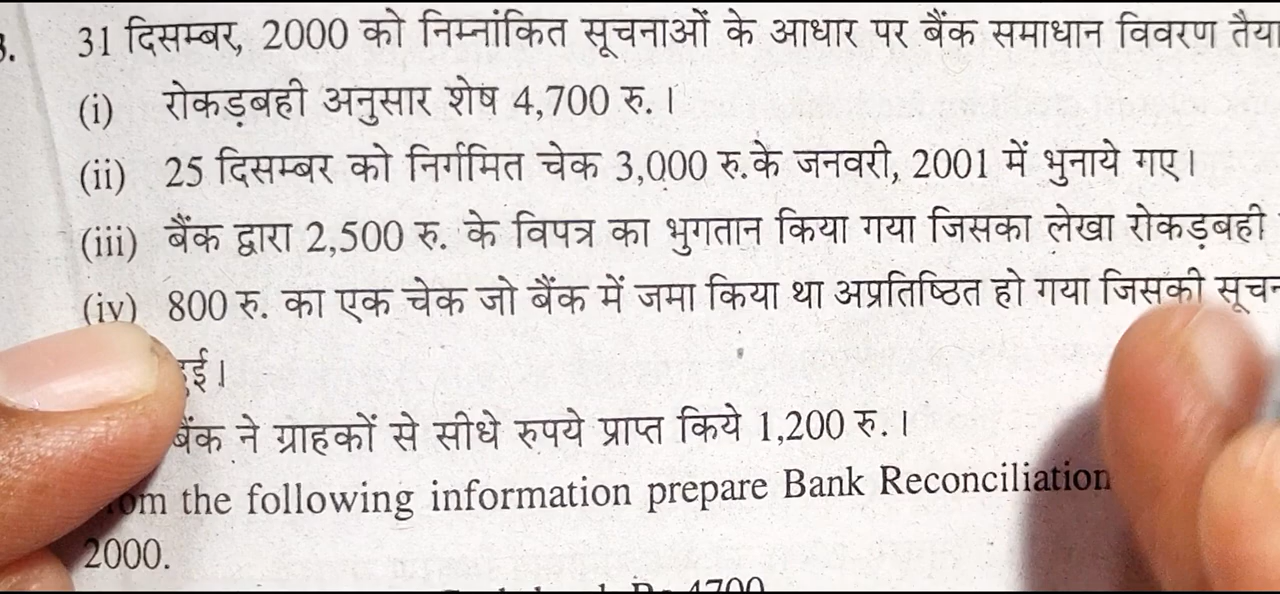 31 दिसम्बर, 2000 को निम्नांकित सूचनाओं के आधार पर बैंक समाधान विवरण
(i) रोकड़बही अनुसार शेष 4,700 रु. ।
(ii) 25 दिसम्बर को निर्गमित चेक 3,000 रु.के जनवरी, 2001 में भुनाये गए।
(iii) बैंक द्वारा 2,500 रु. के विपत्र का भुगतान किया गया जिसका लेखा रोकड़बही
(iv) 800 रु. का एक चेक जो बैंक में जमा किया था अप्रतिष्ठित हो गया जिसकी
बैंक ने ग्राहकों से सीधे रुपये प्राप्त किये 1,200 रु. ।
the following information prepare Bank Reconciliation
2000.